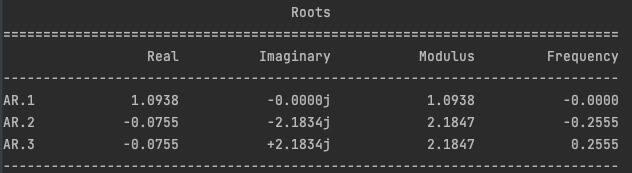 Roots
=============================================================================
Real Imaginary Modulus Frequency
-----------------------------------------------------------------------------
AR.1 1.0938 -0.0000j 1.0938 -0.0000
AR.2 -0.0755 -2.1834j 2.1847 -0.2555
AR.3 -0.0755 +2.1834j 2.1847 0.2555
-----------------------------------------------------------------------------